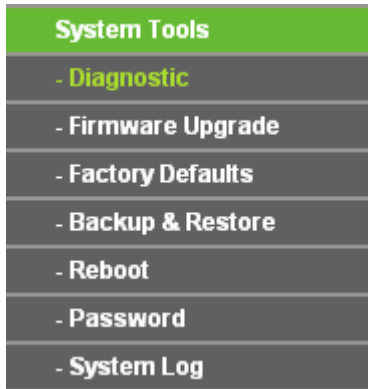 System Tools
- Diagnostic
- Firmware Upgrade
- Factory Defaults
- Backup & Restore
- Reboot
- Password
- System Log